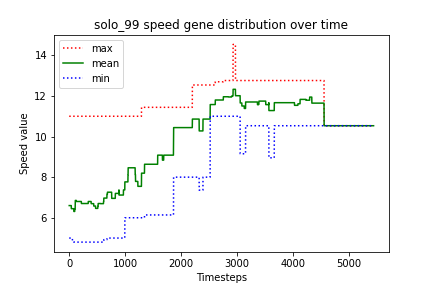 solo_99 speed gene distribution over time
max
mean
min
Speed value
14
12
10
8
6
0 1000 2000 3000 4000 5000
Timesteps